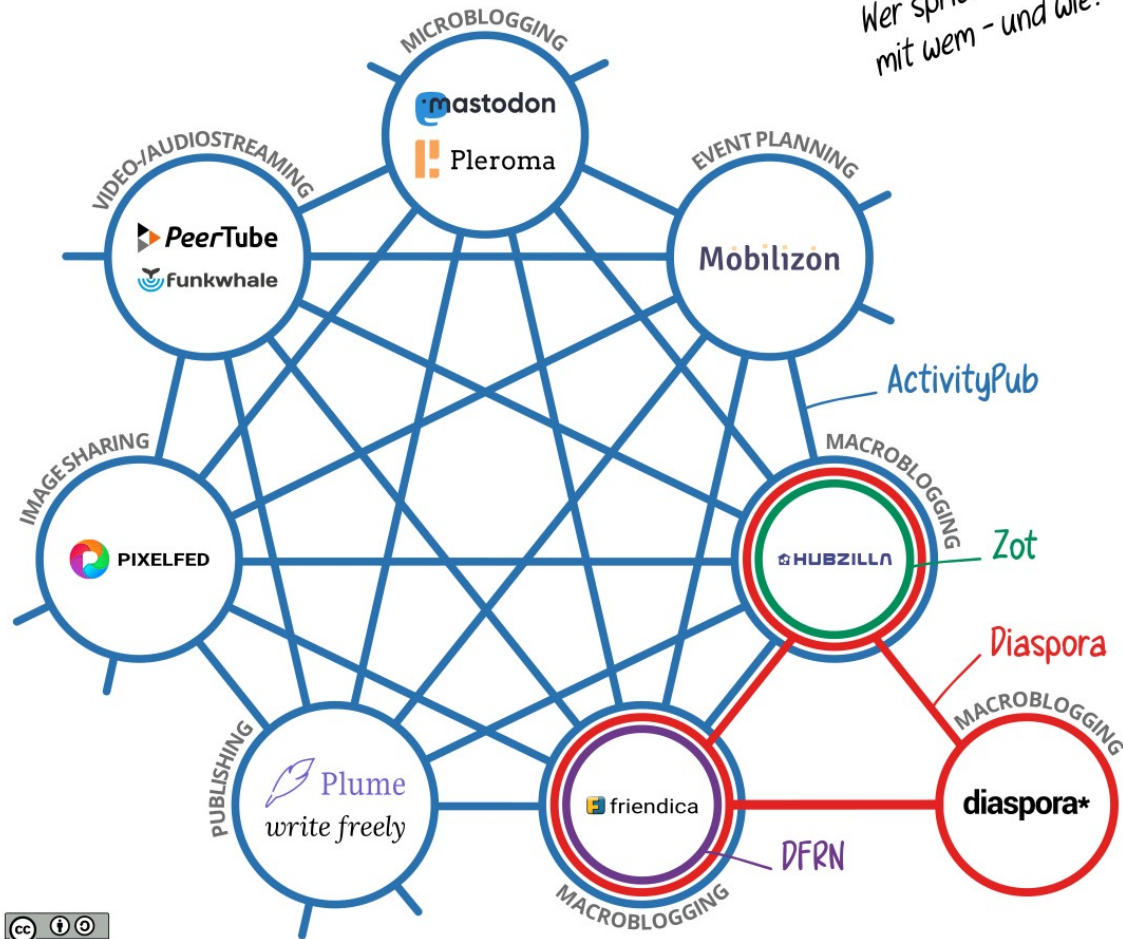 Wer
mit wem - und wie?
MICROBLOGGING
mastodon
Pleroma
VIDEO-/AUDIOSTREAMING
PeerTube
funkwhale
EVENT PLANNING
Mobilizon
ActivityPub
IMAGE SHARING
PIXELFED
MACROBLOGGING
HUBZILLA
Zot
Diaspora
PUBLISHING
Plume
write freely
friendica
MACROBLOGGING
DFRN
MACROBLOGGING
diaspora*
cc